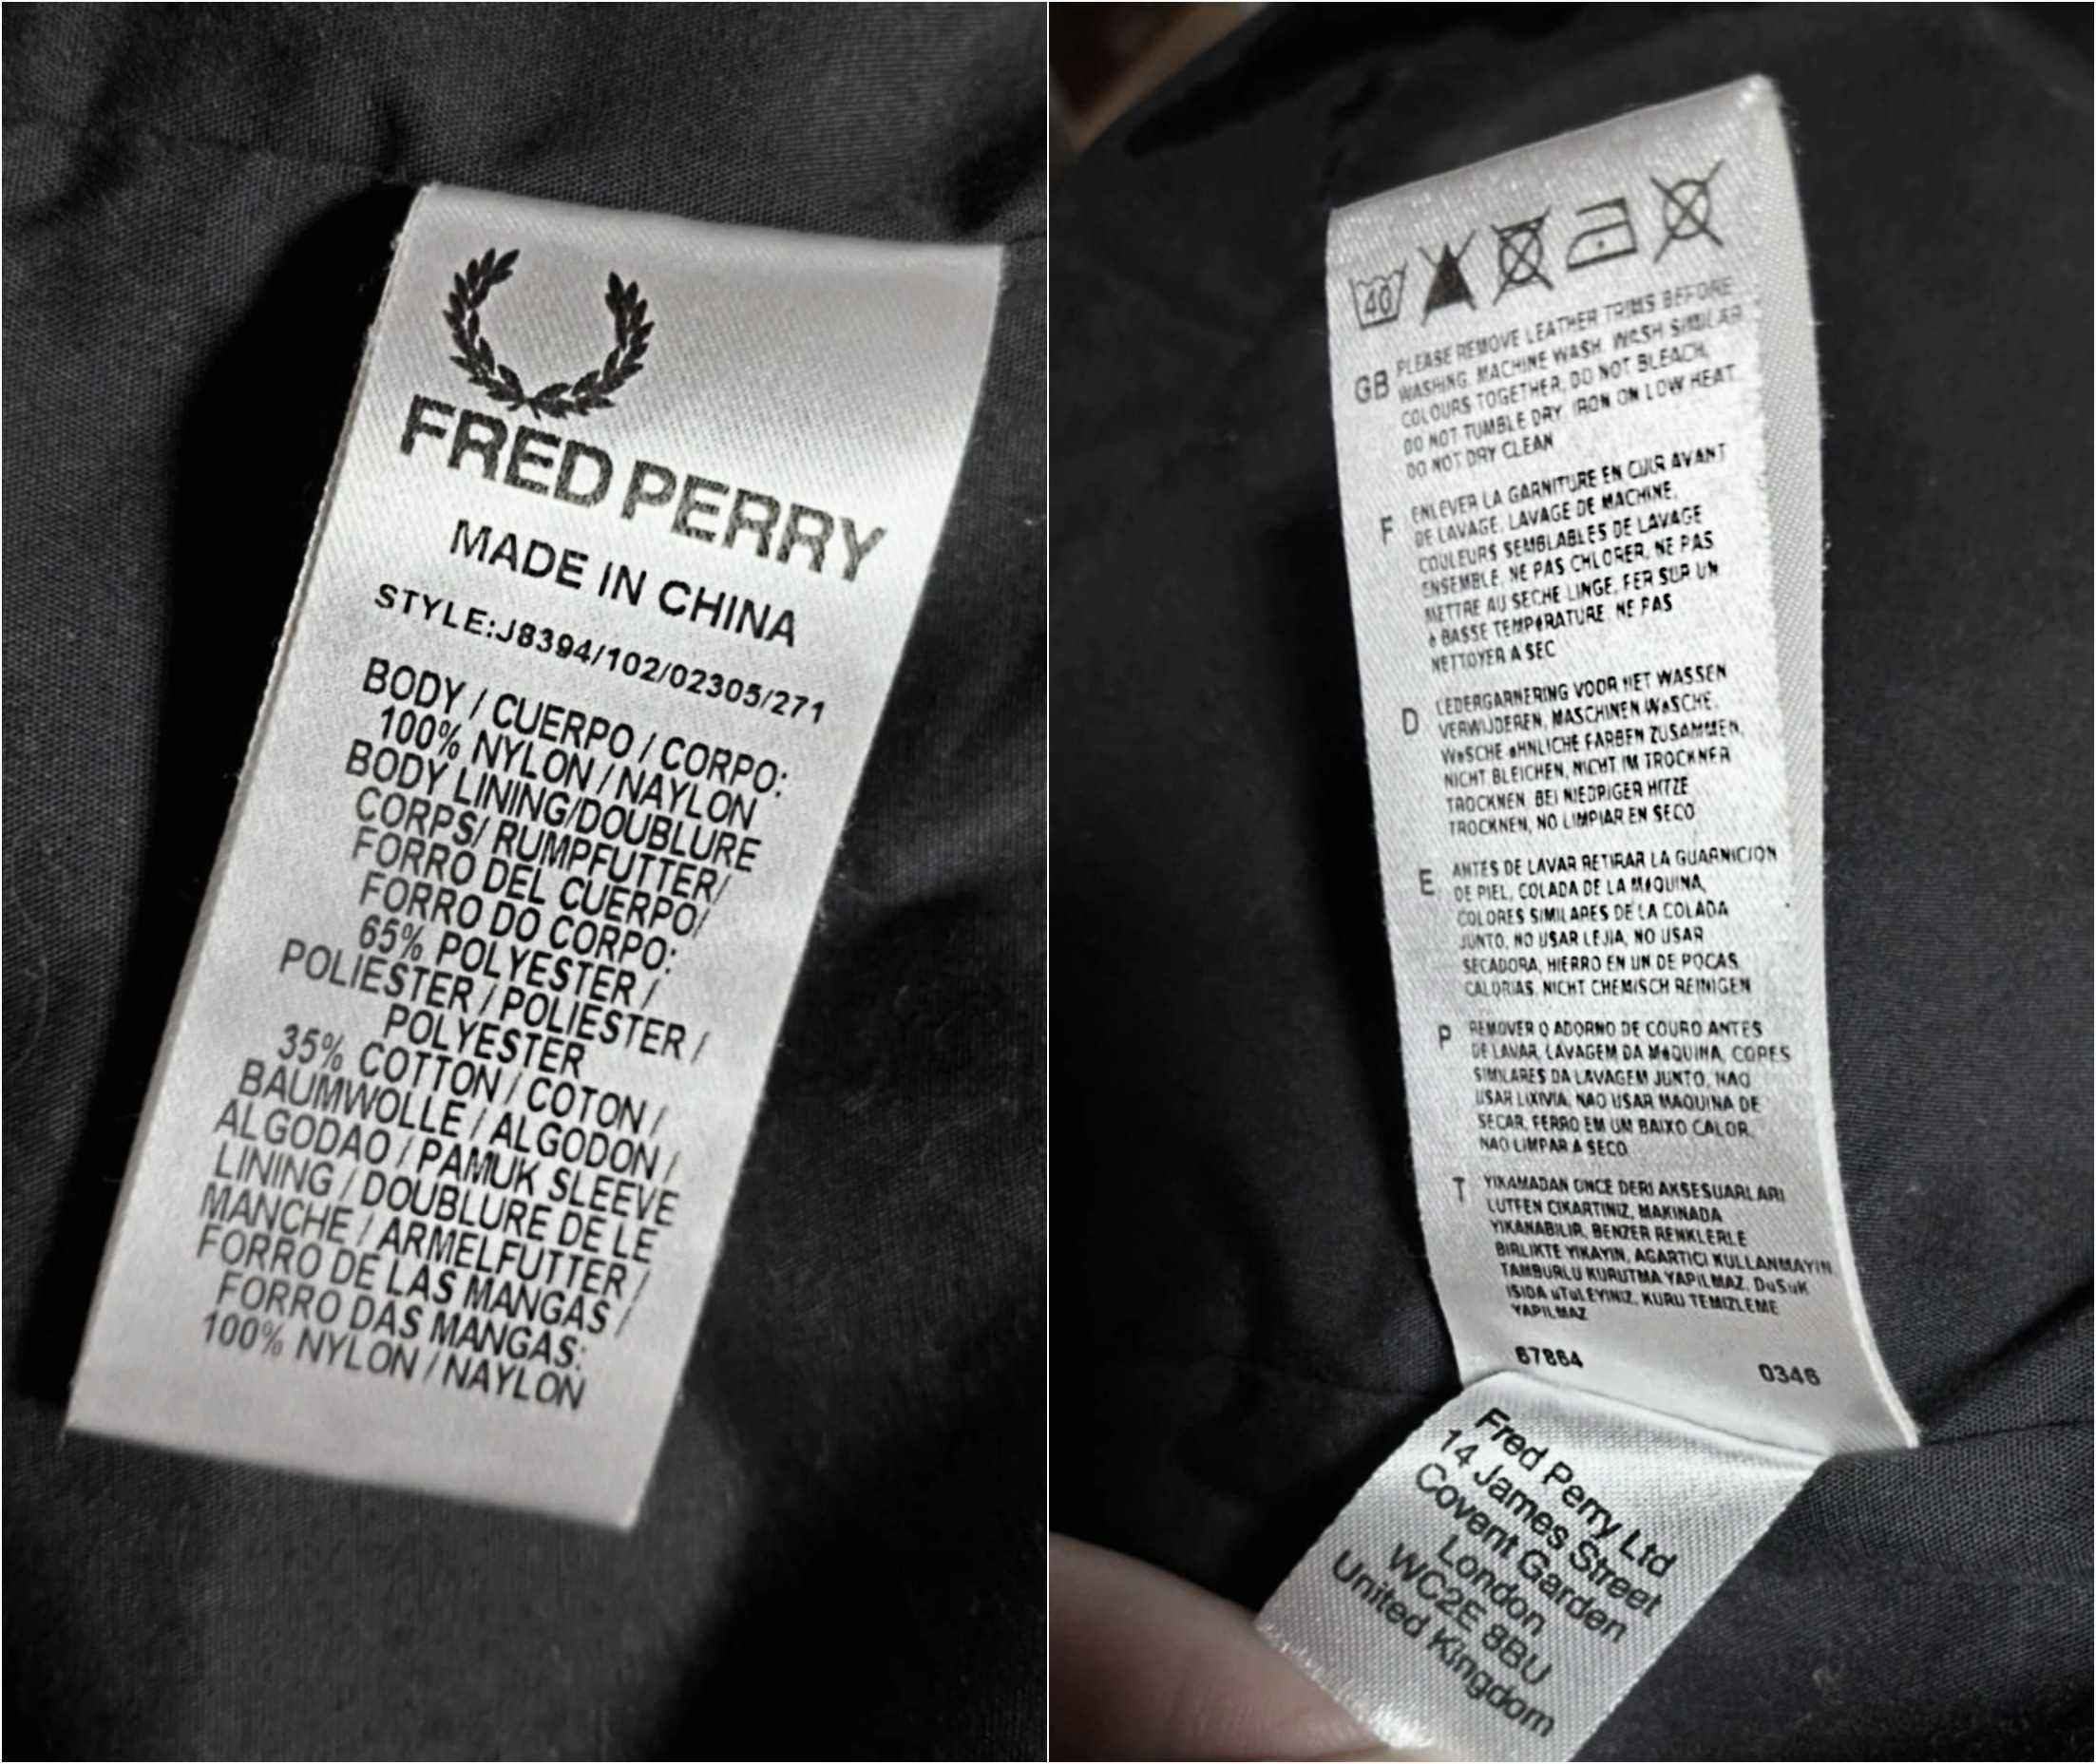 FRED PERRY
MADE IN CHINA
STYLE:J8394/102/02305/271
BODY / CUERPO / CORPO:
100% NYLON / NAYLON
BODY LINING/DOUBLURE
CORPS/ RUMPFUTTER/
FORRO DEL CUERPO/
FORRO DO CORPO:
65% POLYESTER /
POLIESTER / POLIESTER /
POLYESTER
35% COTTON / COTON /
BAUMWOLLE / ALGODON /
ALGODAO / PAMUK SLEEVE
LINING / DOUBLURE DE LE
MANCHE / ARMELFUTTER /
FORRO DE LAS MANGAS /
FORRO DAS MANGAS:
100% NYLON / NAYLON
40
GB PLEASE REMOVE LEATHER TRIMS BEFORE
WASHING, MACHINE WASH, WASH SIMILAR
COLOURS TOGETHER, DO NOT BLEACH,
DO NOT TUMBLE DRY, IRON ON LOW HEAT,
DO NOT DRY CLEAN
F ENLEVER LA GARNITURE EN CUIR AVANT
DE LAVAGE, LAVAGE DE MACHINE,
COULEURS SEMBLABLES DE LAVAGE
ENSEMBLE, NE PAS CHLORER, NE PAS
METTRE AU SECHE LINGE, FER SUR UN
é BASSE TEMPéRATURE, NE PAS
NETTOYER A SEC
D LEDERGARNERING VOOR HET WASSEN
VERWIJDEREN, MASCHINEN WaSCHE,
WaSCHE aHNLICHE FARBEN ZUSAMMEN,
NICHT BLEICHEN, NICHT IM TROCKNER
TROCKNEN, BEI NIEDRIGER HITZE
TROCKNEN, NO LIMPIAR EN SECO
E ANTES DE LAVAR RETIRAR LA GUARNICION
DE PIEL, COLADA DE LA MáQUINA,
COLORES SIMILARES DE LA COLADA
JUNTO, NO USAR LEJIA, NO USAR
SECADORA, HIERRO EN UN DE POCAS
CALORIAS, NICHT CHEMISCH REINIGEN
P REMOVER O ADORNO DE COURO ANTES
DE LAVAR, LAVAGEM DA MáQUINA, CORES
SIMILARES DA LAVAGEM JUNTO, NAO
USAR LIXIVIA, NAO USAR MAQUINA DE
SECAR, FERRO EM UM BAIXO CALOR,
NAO LIMPAR A SECO
T YIKAMADAN ONCE DERI AKSESUARLARI
LUTFEN CIKARTINIZ, MAKINADA
YIKANABILIR, BENZER RENKLERLE
BIRLIKTE YIKAYIN, AGARTICI KULLANMAYIN,
TAMBURLU KURUTMA YAPILMAZ, DuSuK
ISIDA uTuLEYINIZ, KURU TEMIZLEME
YAPILMAZ
67864 0346
Fred Perry Ltd
14 James Street
Covent Garden
London
WC2E 8BU
United Kingdom